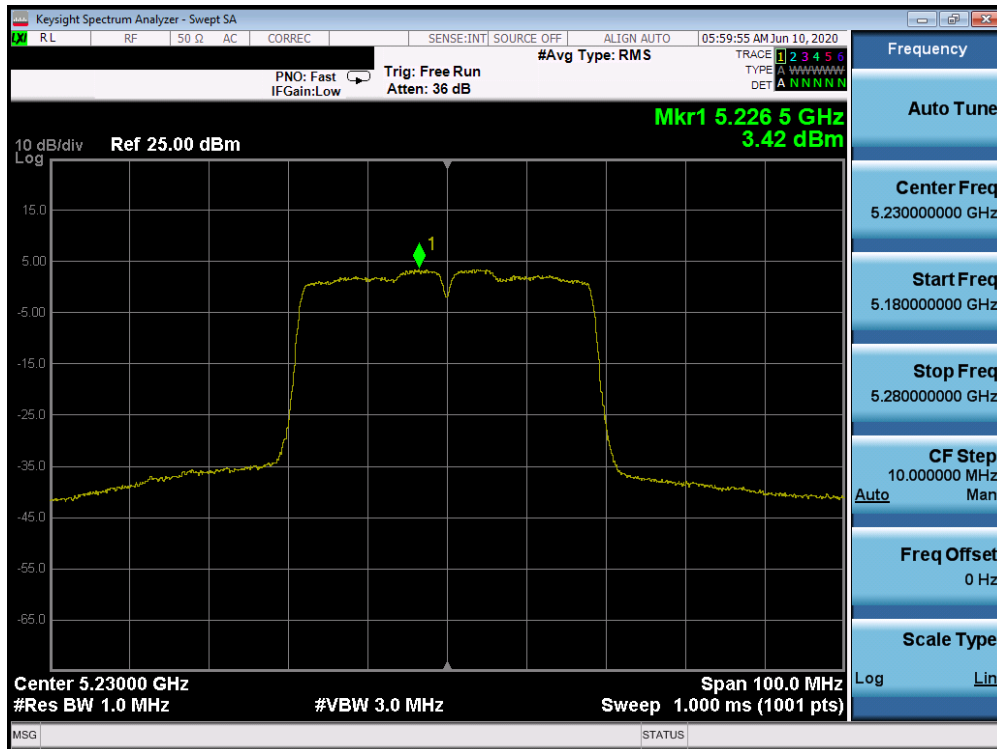 Keysight Spectrum Analyzer - Swept SA
LXI RL RF 50 Ω AC CORREC SENSE:INT SOURCE OFF ALIGN AUTO 05:59:55 AM Jun 10, 2020
#Avg Type: RMS
TRACE 1 2 3 4 5 6
TYPE A WWWWW
DET A N N N N N
PNO: Fast
IFGain:Low
Trig: Free Run
Atten: 36 dB
Mkr1 5.226 5 GHz
3.42 dBm
10 dB/div
Log
Ref 25.00 dBm
15.0
5.00
-5.00
-15.0
-25.0
-35.0
-45.0
-55.0
-65.0
1
Center 5.23000 GHz
#Res BW 1.0 MHz
#VBW 3.0 MHz
Span 100.0 MHz
Sweep 1.000 ms (1001 pts)
MSG
STATUS
Frequency
Auto Tune
Center Freq
5.230000000 GHz
Start Freq
5.180000000 GHz
Stop Freq
5.280000000 GHz
CF Step
10.000000 MHz
Auto Man
Freq Offset
0 Hz
Scale Type
Log Lin